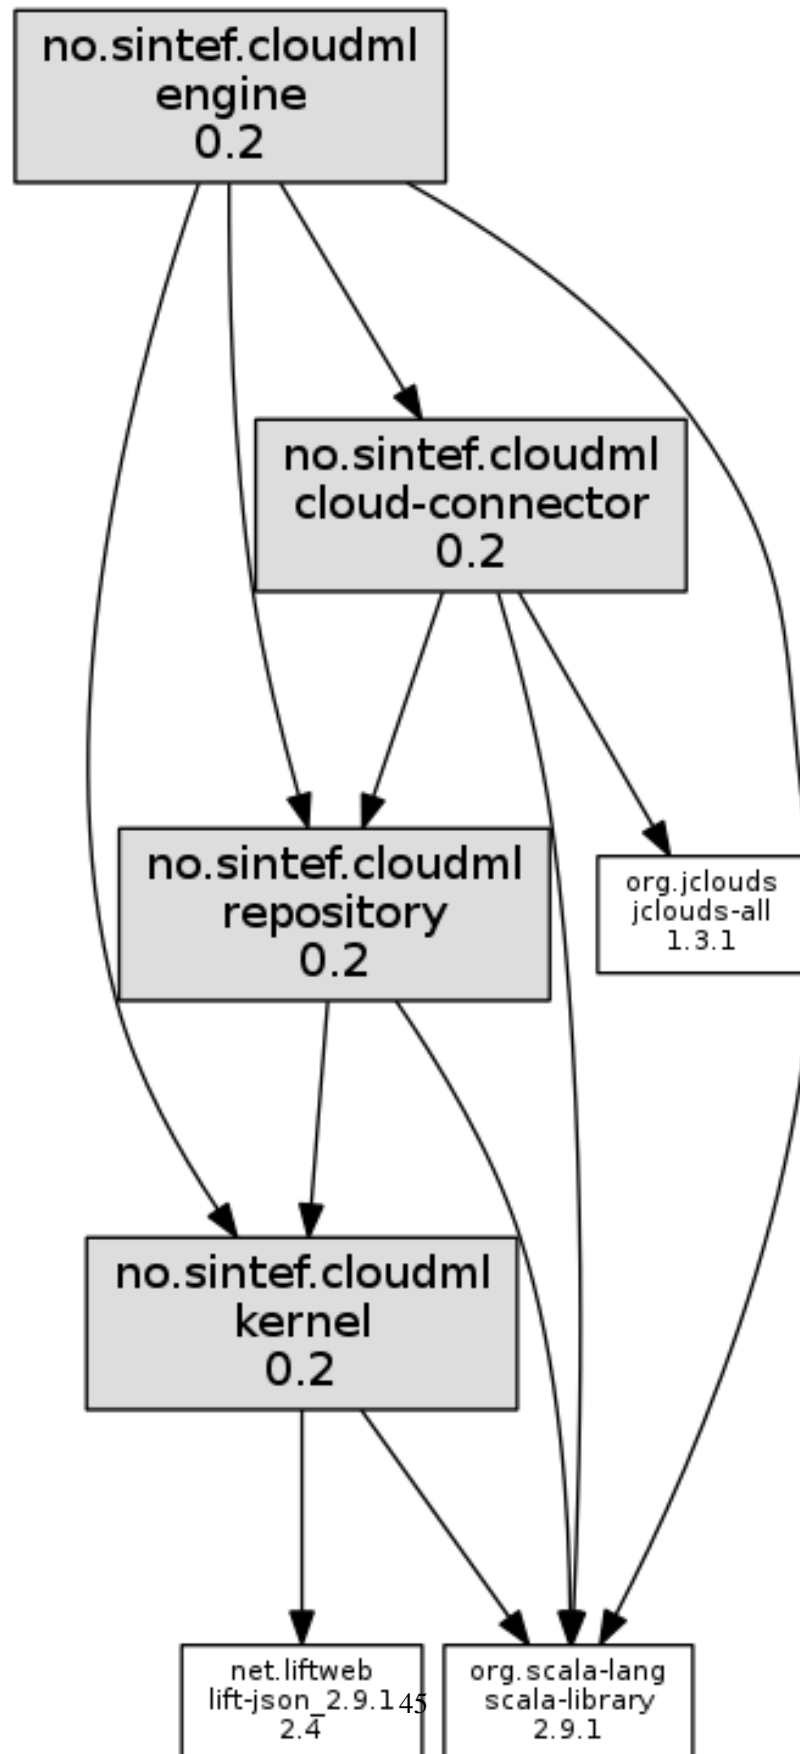 no.sintef.cloudml
engine
0.2
no.sintef.cloudml
cloud-connector
0.2
no.sintef.cloudml
repository
0.2
org.jclouds
jclouds-all
1.3.1
no.sintef.cloudml
kernel
0.2
net.liftweb
lift-json_2.9.1
2.4
45
org.scala-lang
scala-library
2.9.1